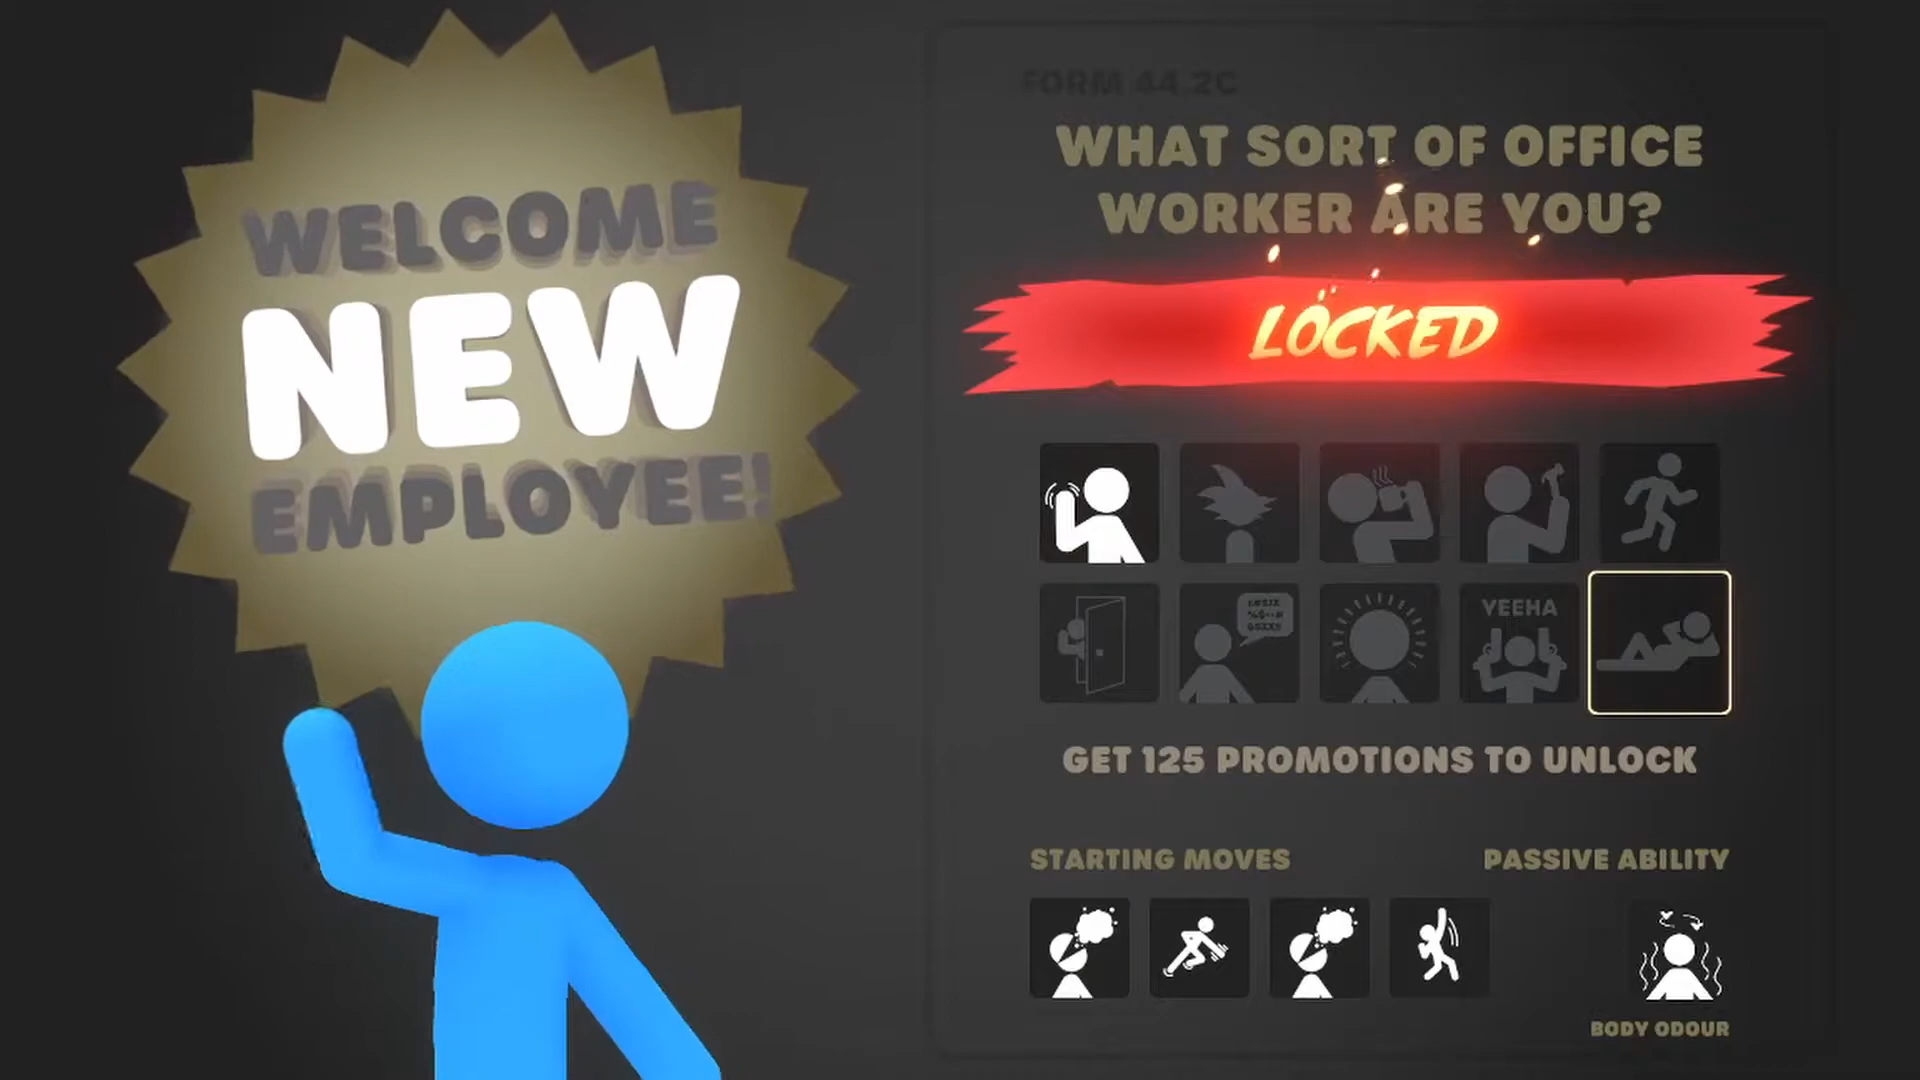 WELCOME
NEW
EMPLOYEE!
FORM 44.2C
WHAT SORT OF OFFICE
WORKER ARE YOU?
LOCKED
YEEHA
GET 125 PROMOTIONS TO UNLOCK
STARTING MOVES
PASSIVE ABILITY
BODY ODOUR